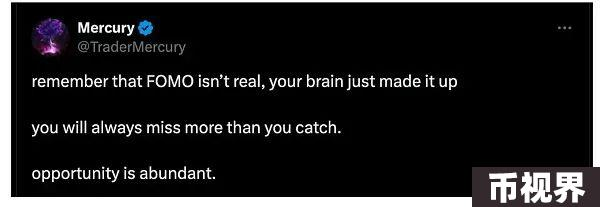 Mercury
@TraderMercury
remember that FOMO isn’t real, your brain just made it up
you will always miss more than you catch.
opportunity is abundant.
币视界